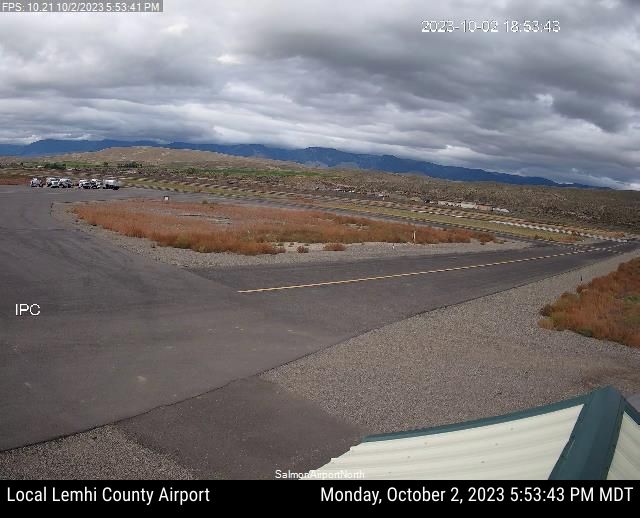 FPS: 10.21 10/2/2023 5:53:41 PM
2023-10-02 18:53:43
IPC
SalmonAirportNorth
Local Lemhi County Airport
Monday, October 2, 2023 5:53:43 PM MDT